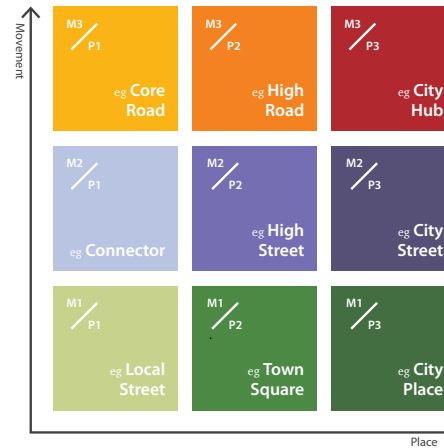 Movement
M3
P1
eg Core
Road
M3
P2
eg High
Road
M3
P3
eg City
Hub
M2
P1
eg Connector
M2
P2
eg High
Street
M2
P3
eg City
Street
M1
P1
eg Local
Street
M1
P2
eg Town
Square
M1
P3
eg City
Place
Place